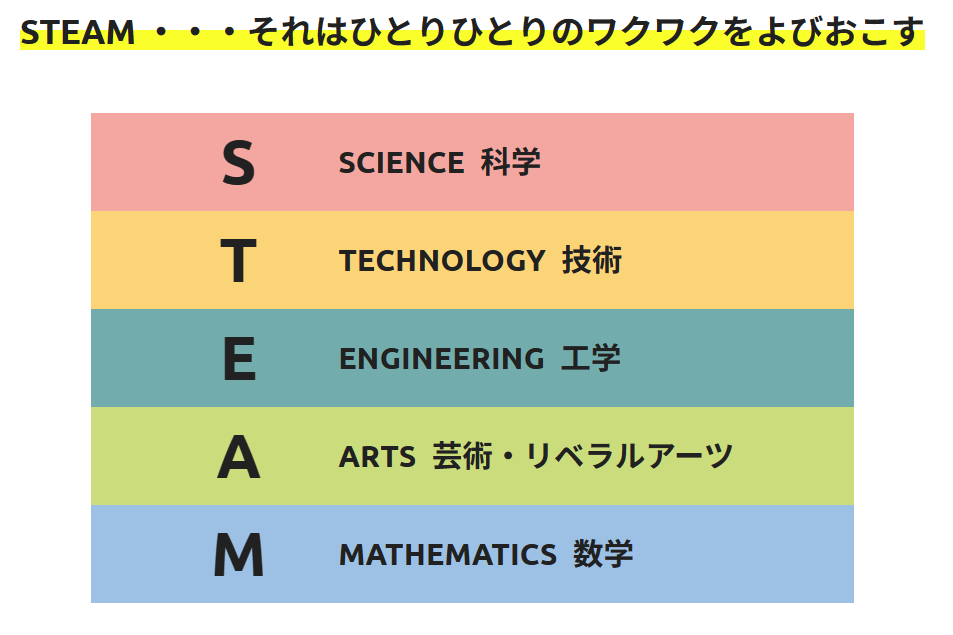 STEAM ・・・それはひとりひとりのワクワクをよびおこす
S SCIENCE 科学
T TECHNOLOGY 技術
E ENGINEERING 工学
A ARTS 芸術・リベラルアーツ
M MATHEMATICS 数学